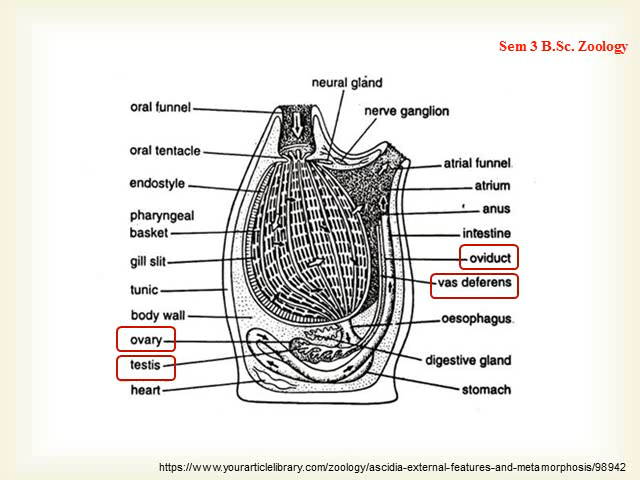 Sem 3 B.Sc. Zoology
neural gland
oral funnel
nerve ganglion
oral tentacle
atrial funnel
endostyle
atrium
anus
pharyngeal
basket
intestine
gill slit
oviduct
vas deferens
tunic
body wall
oesophagus
ovary
digestive gland
testis
heart
stomach
https://www.yourarticlelibrary.com/zoology/ascidia-external-features-and-metamorphosis/98942